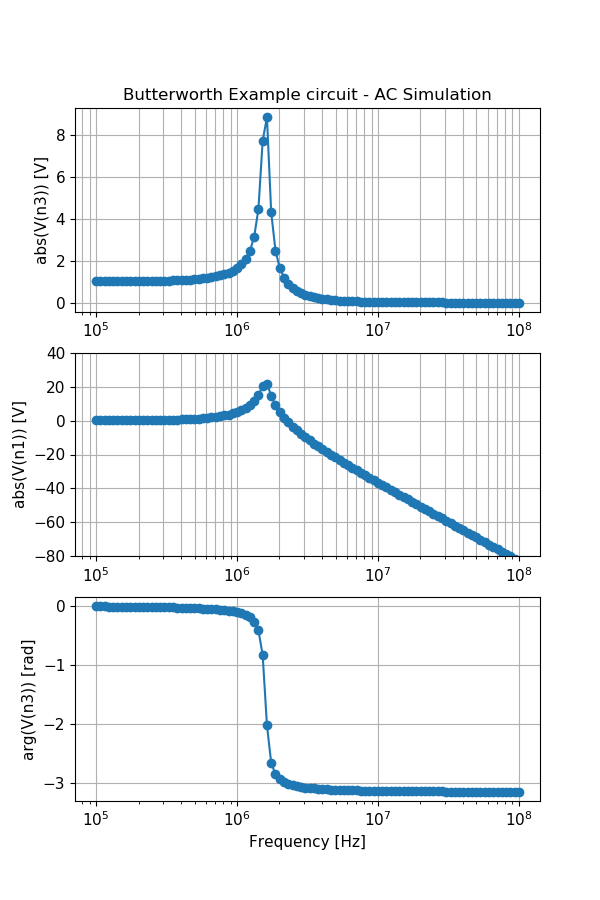 Butterworth Example circuit - AC Simulation
abs(V(n3)) [V]
8
6
4
2
0
10^5 10^6 10^7 10^8
abs(V(n1)) [V]
40
20
0
−20
−40
−60
−80
10^5 10^6 10^7 10^8
arg(V(n3)) [rad]
0
−1
−2
−3
10^5 10^6 10^7 10^8
Frequency [Hz]